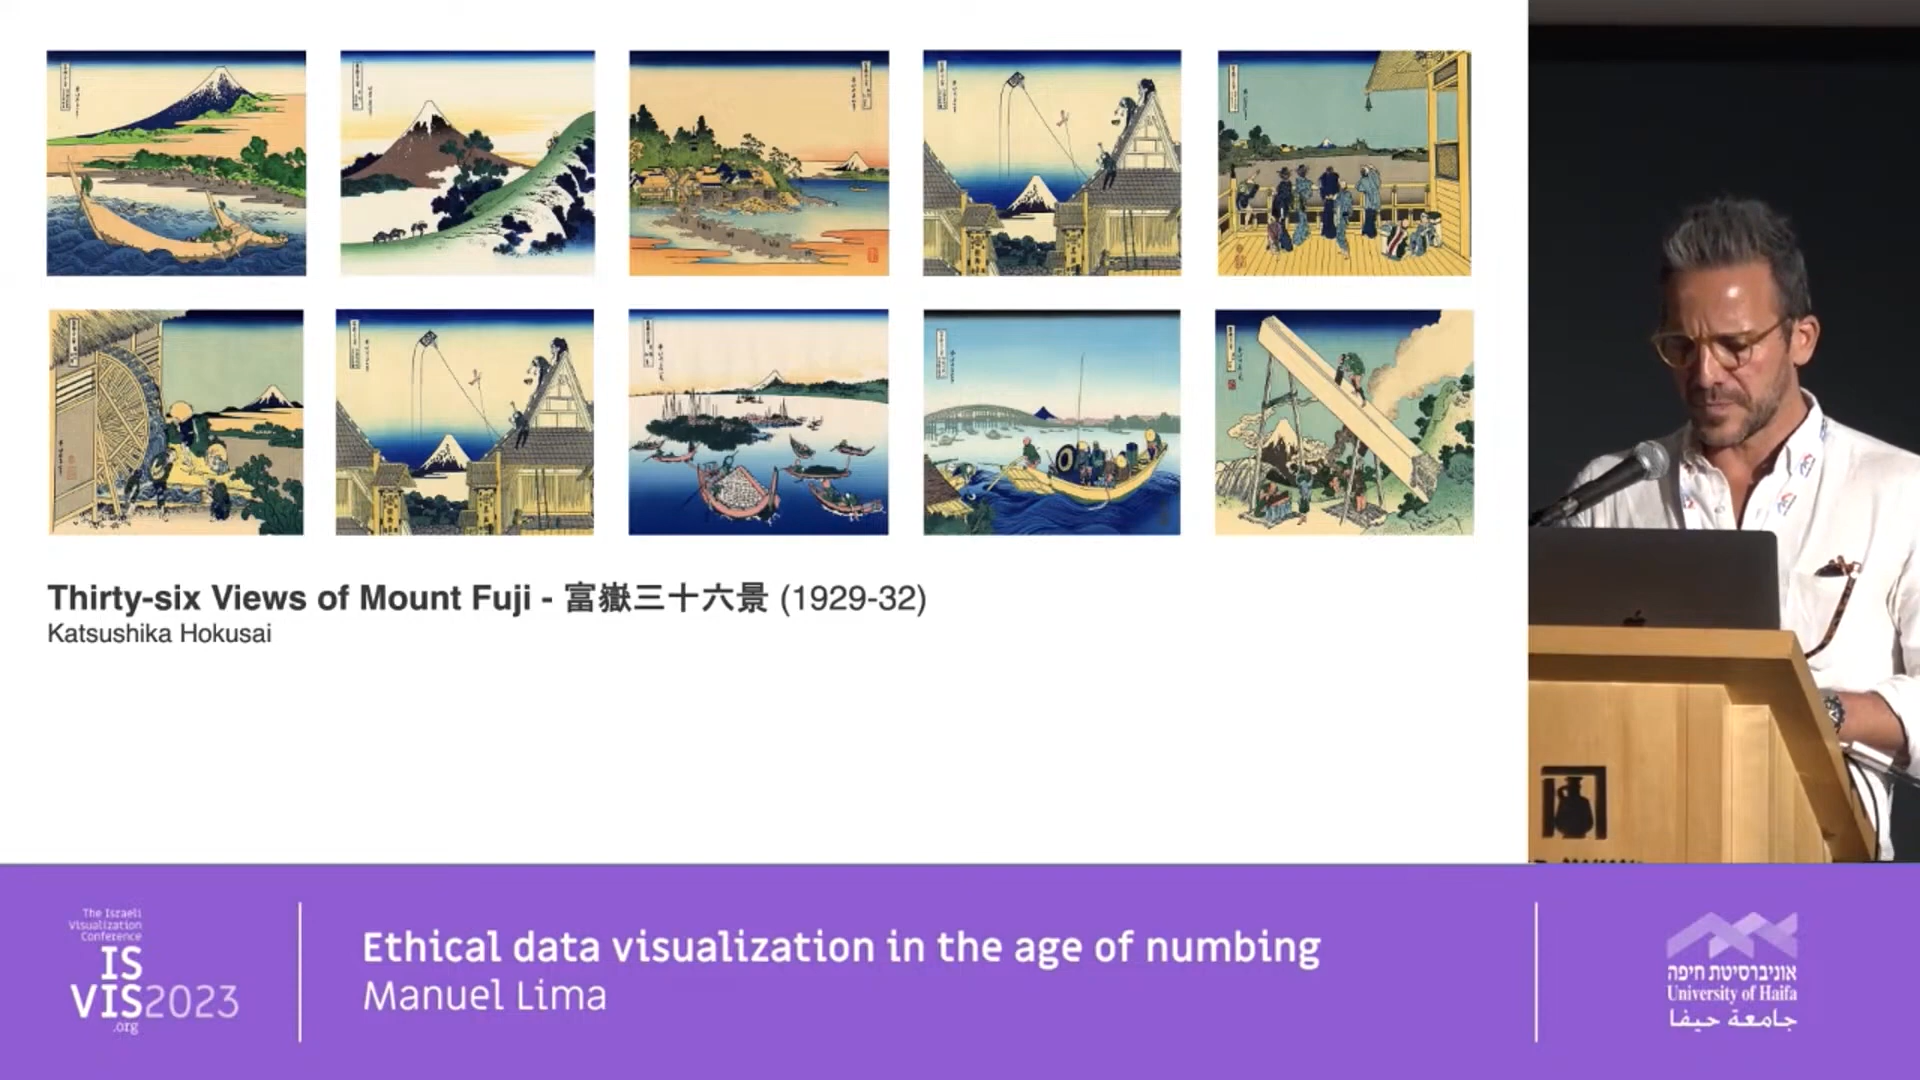 Thirty-six Views of Mount Fuji - 富嶽三十六景 (1929-32)
Katsushika Hokusai
The Israeli
Visualization
Conference
IS
VIS2023
.org
Ethical data visualization in the age of numbing
Manuel Lima
אוניברסיטת חיפה
University of Haifa
جامعة حيفا